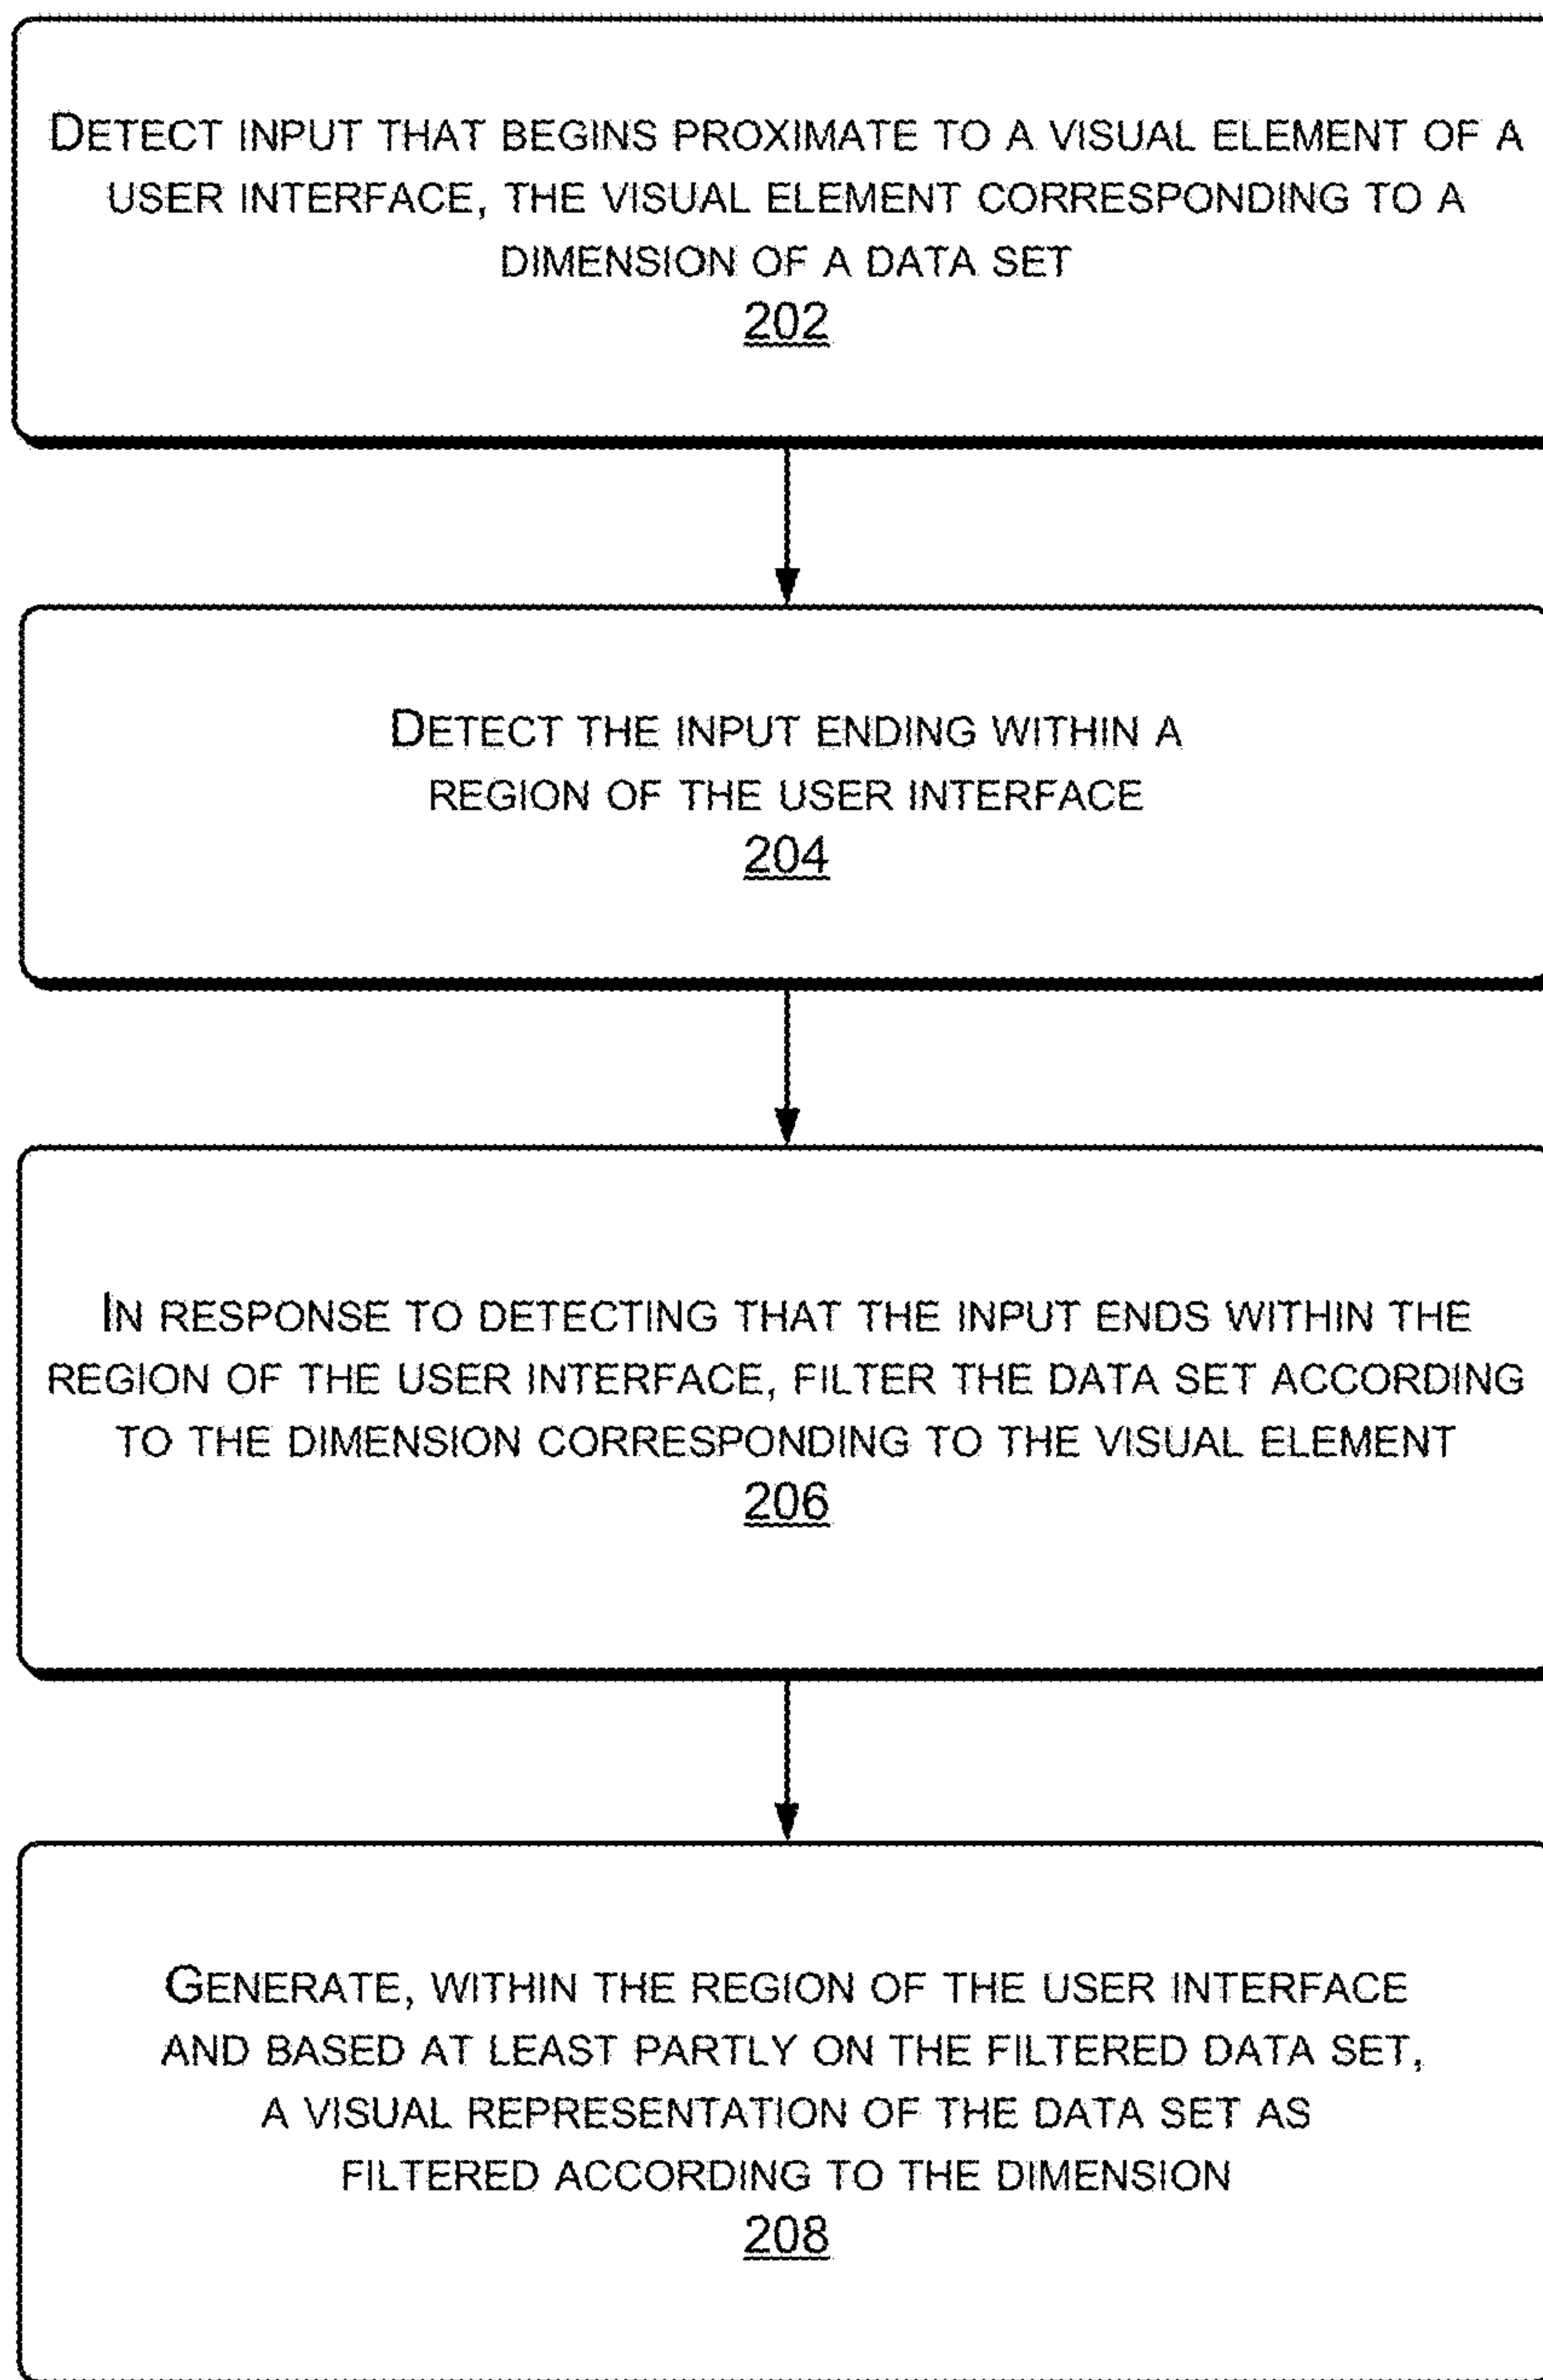 DETECT INPUT THAT BEGINS PROXIMATE TO A VISUAL ELEMENT OF A
USER INTERFACE, THE VISUAL ELEMENT CORRESPONDING TO A
DIMENSION OF A DATA SET
202
DETECT THE INPUT ENDING WITHIN A
REGION OF THE USER INTERFACE
204
IN RESPONSE TO DETECTING THAT THE INPUT ENDS WITHIN THE
REGION OF THE USER INTERFACE, FILTER THE DATA SET ACCORDING
TO THE DIMENSION CORRESPONDING TO THE VISUAL ELEMENT
206
GENERATE, WITHIN THE REGION OF THE USER INTERFACE
AND BASED AT LEAST PARTLY ON THE FILTERED DATA SET,
A VISUAL REPRESENTATION OF THE DATA SET AS
FILTERED ACCORDING TO THE DIMENSION
208